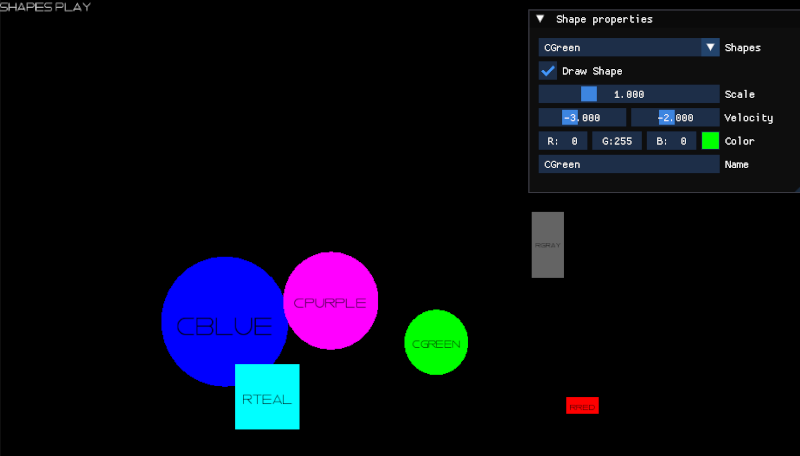 SHAPES PLAY
Shape properties
CGreen Shapes
Draw Shape
1.000 Scale
-3.000 -2.000 Velocity
R: 0 G:255 B: 0 Color
CGreen Name
RGRAY
CPURPLE
CBLUE
CGREEN
RTEAL
RRED